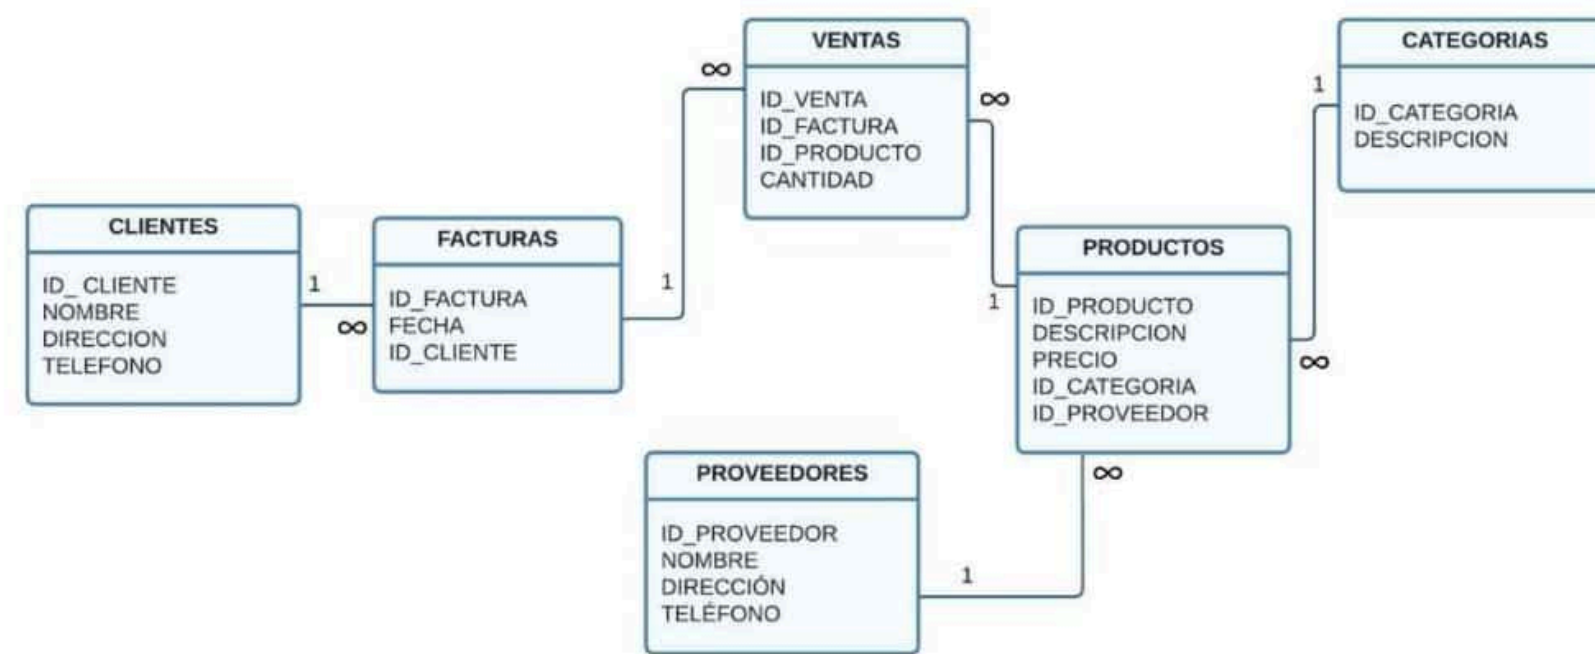 CLIENTES
ID_ CLIENTE
NOMBRE
DIRECCION
TELEFONO
1
∞
FACTURAS
ID_FACTURA
FECHA
ID_CLIENTE
1
∞
VENTAS
ID_VENTA
ID_FACTURA
ID_PRODUCTO
CANTIDAD
∞
1
PRODUCTOS
ID_PRODUCTO
DESCRIPCION
PRECIO
ID_CATEGORIA
ID_PROVEEDOR
∞
1
CATEGORIAS
ID_CATEGORIA
DESCRIPCION
∞
1
PROVEEDORES
ID_PROVEEDOR
NOMBRE
DIRECCIÓN
TELÉFONO